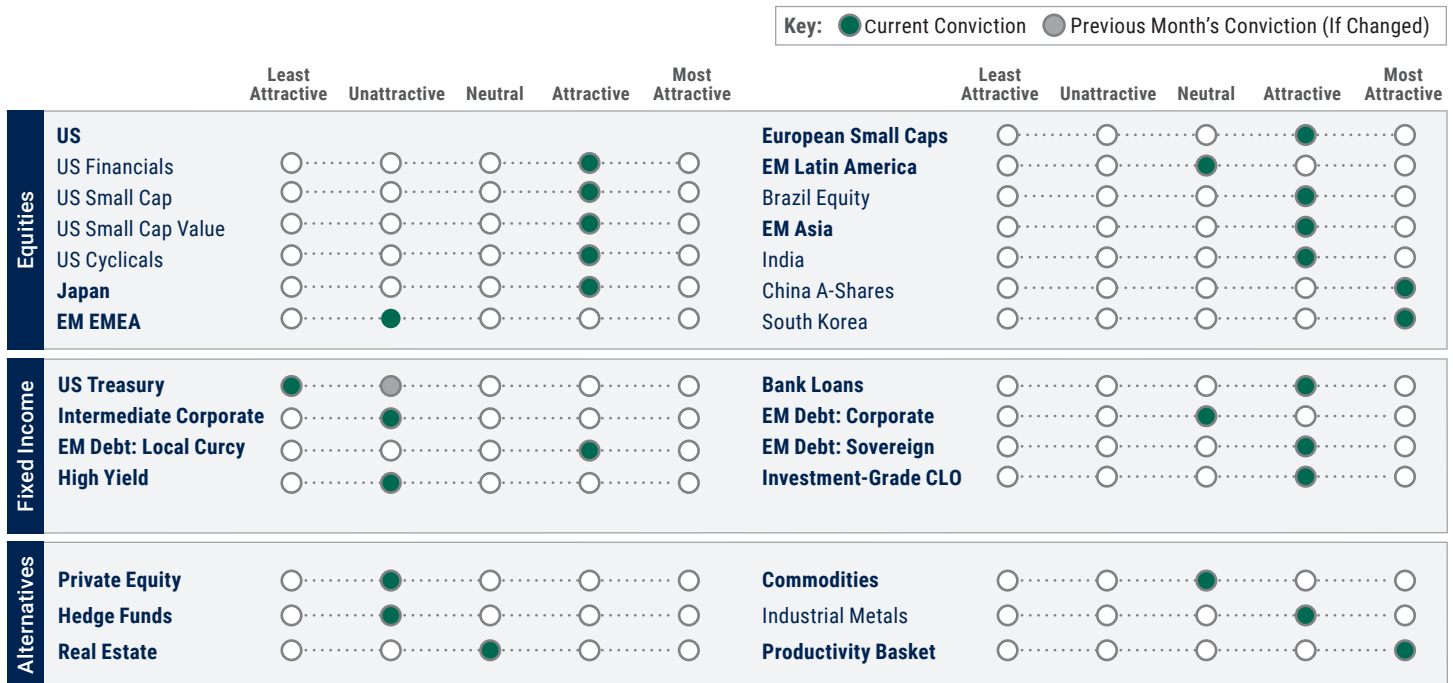 Key: Current Conviction Previous Month's Conviction (If Changed)
Least Attractive Unattractive Neutral Attractive Most Attractive
Least Attractive Unattractive Neutral Attractive Most Attractive
Equities
US
US Financials
US Small Cap
US Small Cap Value
US Cyclicals
Japan
EM EMEA
European Small Caps
EM Latin America
Brazil Equity
EM Asia
India
China A-Shares
South Korea
Fixed Income
US Treasury
Intermediate Corporate
EM Debt: Local Curcy
High Yield
Bank Loans
EM Debt: Corporate
EM Debt: Sovereign
Investment-Grade CLO
Alternatives
Private Equity
Hedge Funds
Real Estate
Commodities
Industrial Metals
Productivity Basket